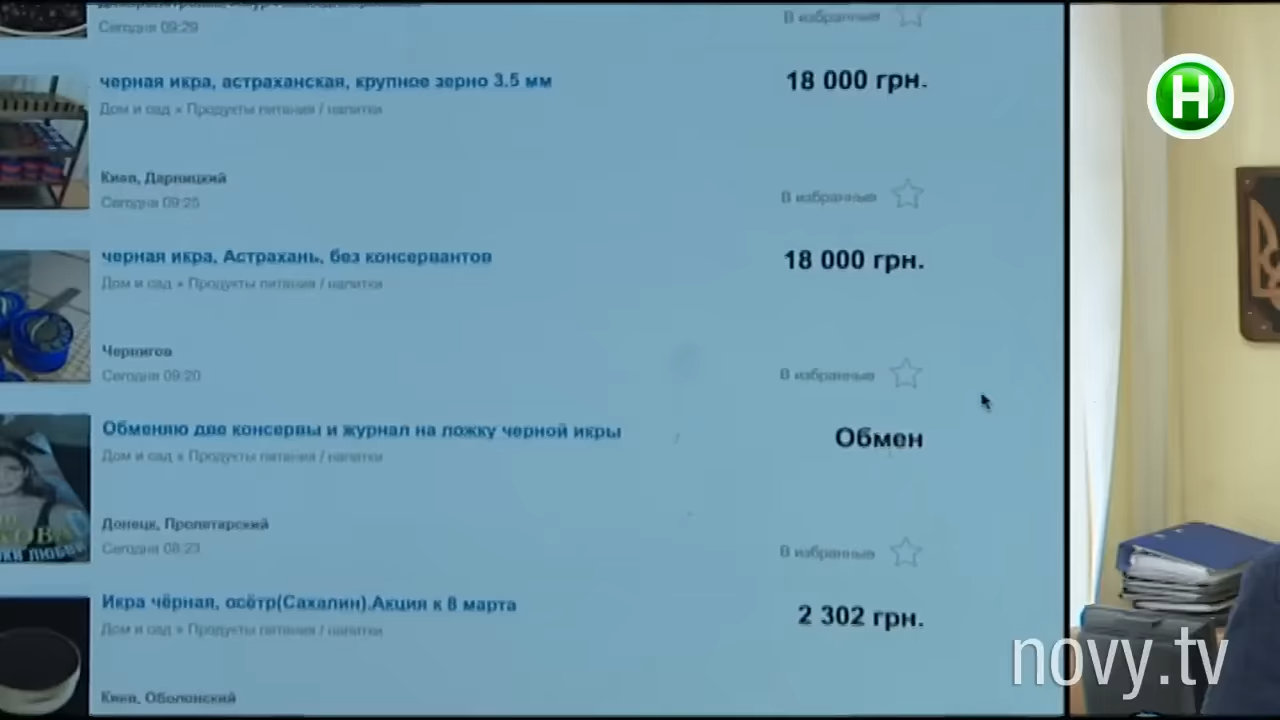 Сегодня 09:29
В избранные
черная икра, астраханская, крупное зерно 3.5 мм
18 000 грн.
Дом и сад » Продукты питания / напитки
Киев, Дарницкий
Сегодня 09:25
В избранные
черная икра, Астрахань, без консервантов
18 000 грн.
Дом и сад » Продукты питания / напитки
Чернигов
Сегодня 09:20
В избранные
Обменяю две консервы и журнал на ложку черной икры
Обмен
Дом и сад » Продукты питания / напитки
Донецк, Пролетарский
Сегодня 08:23
В избранные
Икра чёрная, осётр(Сахалин).Акция к 8 марта
2 302 грн.
Дом и сад » Продукты питания / напитки
Киев, Оболонский
Н
novy.tv